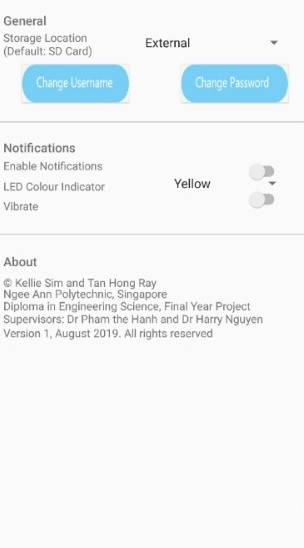 General
Storage Location
(Default: SD Card)
External
Change Username
Change Password
Notifications
Enable Notifications
LED Colour Indicator
Yellow
Vibrate
About
© Kellie Sim and Tan Hong Ray
Ngee Ann Polytechnic, Singapore
Diploma in Engineering Science, Final Year Project
Supervisors: Dr Pham the Hanh and Dr Harry Nguyen
Version 1, August 2019. All rights reserved